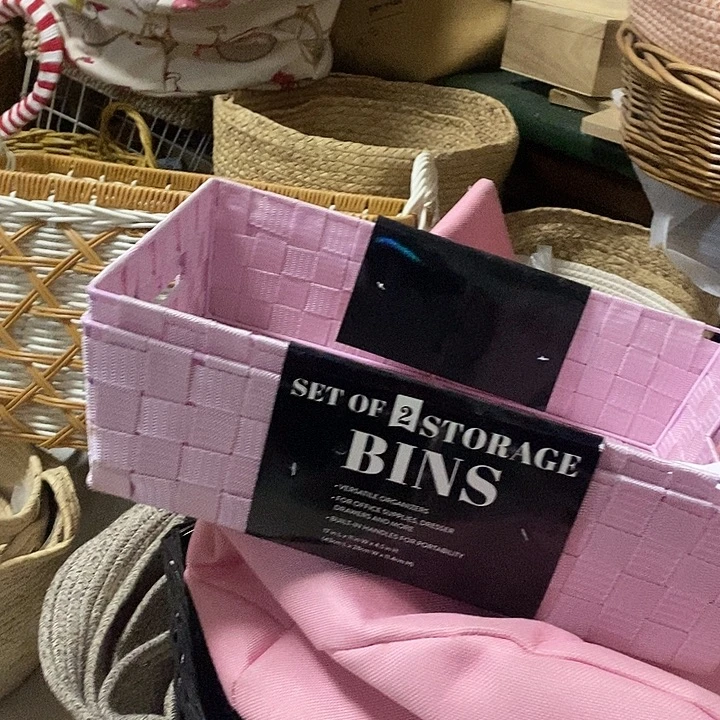 SET OF 2 STORAGE
BINS
• VERSATILE ORGANIZERS
• FOR OFFICE SUPPLIES, DRESSER
DRAWERS AND MORE
• BUILT-IN HANDLES FOR PORTABILITY